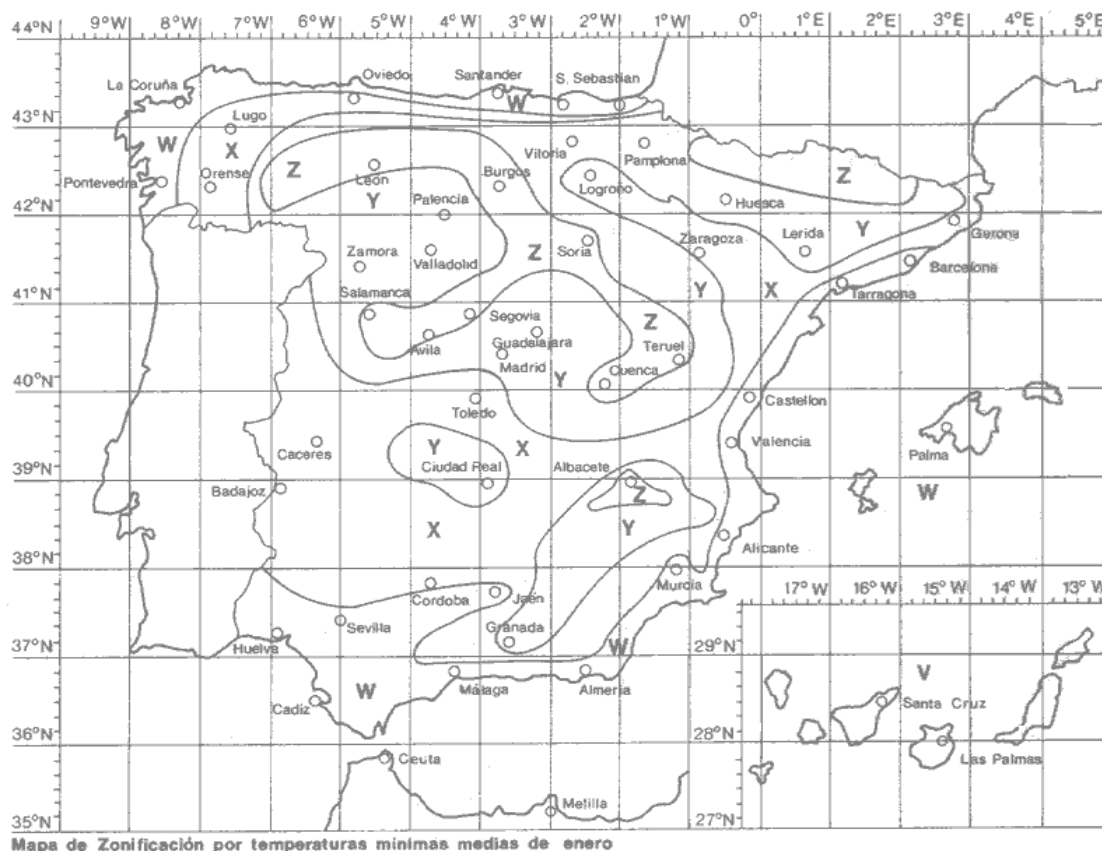 9°W 8°W 7°W 6°W 5°W 4°W 3°W 2°W 1°W 0° 1°E 2°E 3°E 4°E 5°E
44°N
Oviedo Santander S. Sebastian
La Coruña
W
43°N
Lugo
W X
Vitoria Pamplona
Z
Orense León Burgos Z
Pontevedra Logroño
Y Palencia Huesca
42°N
Y
Lerida Gerona
Zamora Z Soria Zaragoza
Valladolid Barcelona
Salamanca Y X Tarragona
41°N
Segovia Z
Avila Guadalajara Teruel
Madrid
Y Cuenca
40°N
Toledo Castellon
Y X Valencia
Caceres Ciudad Real Albacete Palma
39°N
Badajoz Z W
X Y
Alicante
38°N
Murcia
Cordoba Jaén 17°W 16°W 15°W 14°W 13°W
Sevilla Granada
37°N
Huelva W 29°N
W Málaga Almeria V
Cadiz Santa Cruz
36°N 28°N
Ceuta Las Palmas
Melilla
35°N 27°N
Mapa de Zonificación por temperaturas mínimas medias de enero